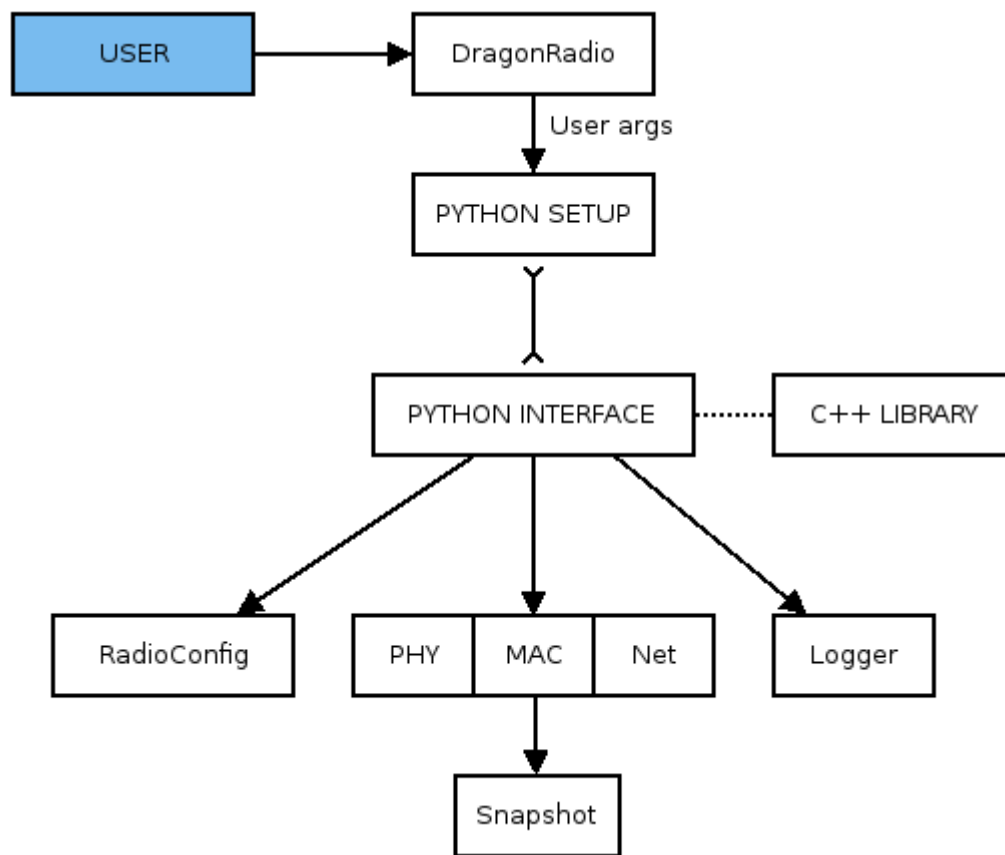 USER
DragonRadio
User args
PYTHON SETUP
PYTHON INTERFACE
C++ LIBRARY
RadioConfig
PHY
MAC
Net
Logger
Snapshot